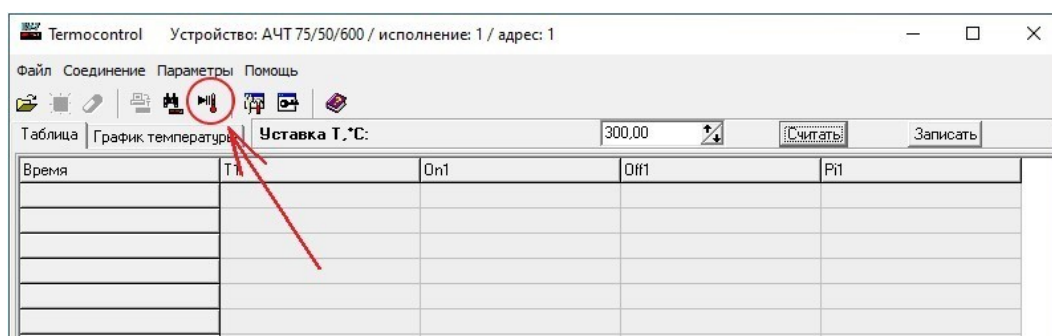 Termocontrol Устройство: АЧТ 75/50/600 / исполнение: 1 / адрес: 1
Файл Соединение Параметры Помощь
Таблица График температуры Уставка Т,°С: 300,00 Считать Записать
Время T1 On1 Off1 Pi1